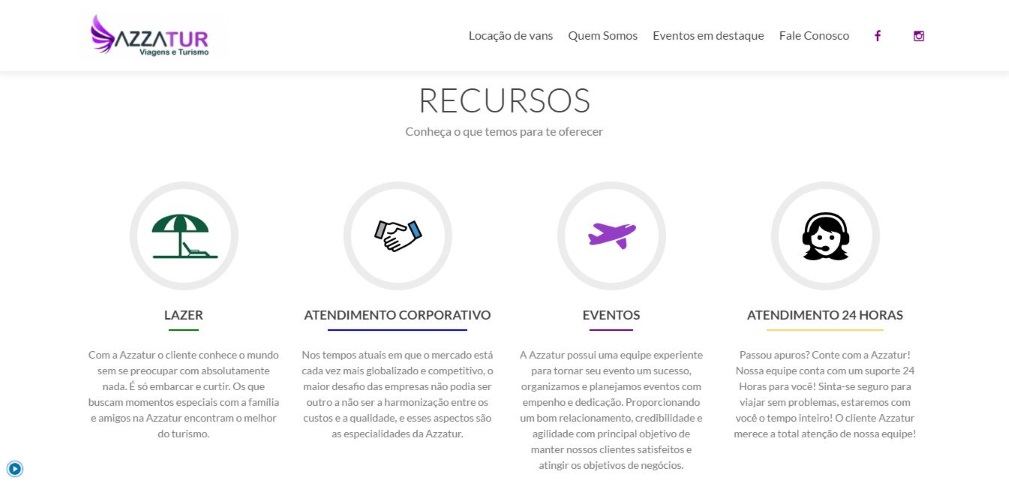 AZZATUR
Viagens e Turismo
Locação de vans Quem Somos Eventos em destaque Fale Conosco
RECURSOS
Conheça o que temos para te oferecer
LAZER
Com a Azzatur o cliente conhece o mundo
sem se preocupar com absolutamente
nada. É só embarcar e curtir. Os que
buscam momentos especiais com a família
e amigos na Azzatur encontram o melhor
do turismo.
ATENDIMENTO CORPORATIVO
Nos tempos atuais em que o mercado está
cada vez mais globalizado e competitivo, o
maior desafio das empresas não podia ser
outro a não ser a harmonização entre os
custos e a qualidade, e esses aspectos são
as especialidades da Azzatur.
EVENTOS
A Azzatur possui uma equipe experiente
para tornar seu evento um sucesso,
organizamos e planejamos eventos com
empenho e dedicação. Proporcionando
um bom relacionamento, credibilidade e
agilidade com principal objetivo de
manter nossos clientes satisfeitos e
atingir os objetivos de negócios.
ATENDIMENTO 24 HORAS
Passou apuros? Conte com a Azzatur!
Nossa equipe conta com um suporte 24
Horas para você! Sinta-se seguro para
viajar sem problemas, estaremos com
você o tempo inteiro! O cliente Azzatur
merece a total atenção de nossa equipe!